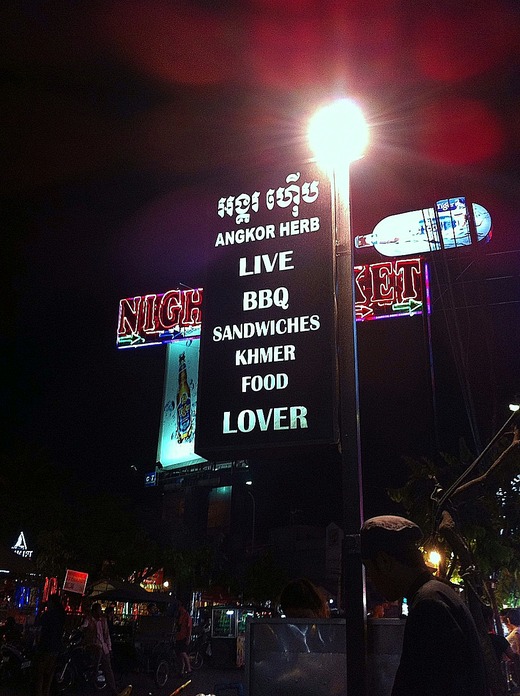 អង្គរ ហ៊ើប
ANGKOR HERB
LIVE
BBQ
SANDWICHES
KHMER
FOOD
LOVER
NIGH
KET